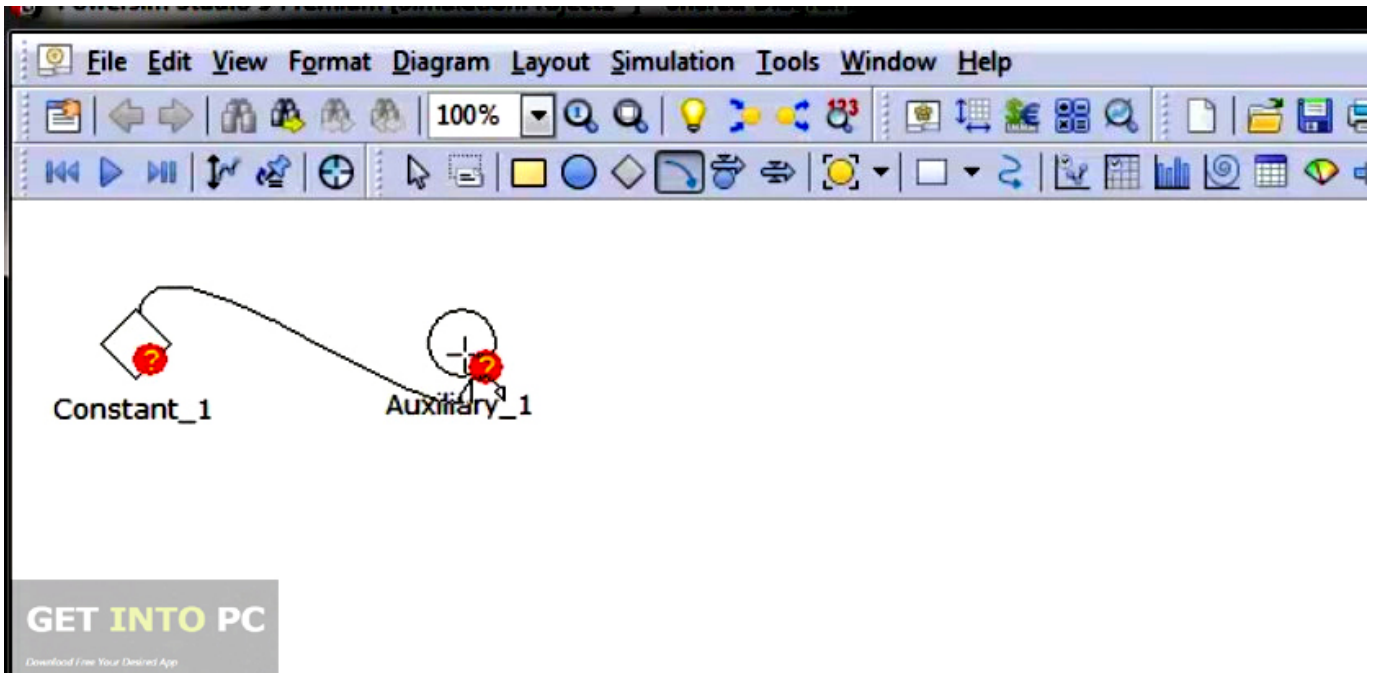 File Edit View Format Diagram Layout Simulation Tools Window Help
100% 123
? ?
Constant_1 Auxiliary_1
GET INTO PC
Download Free Your Desired App